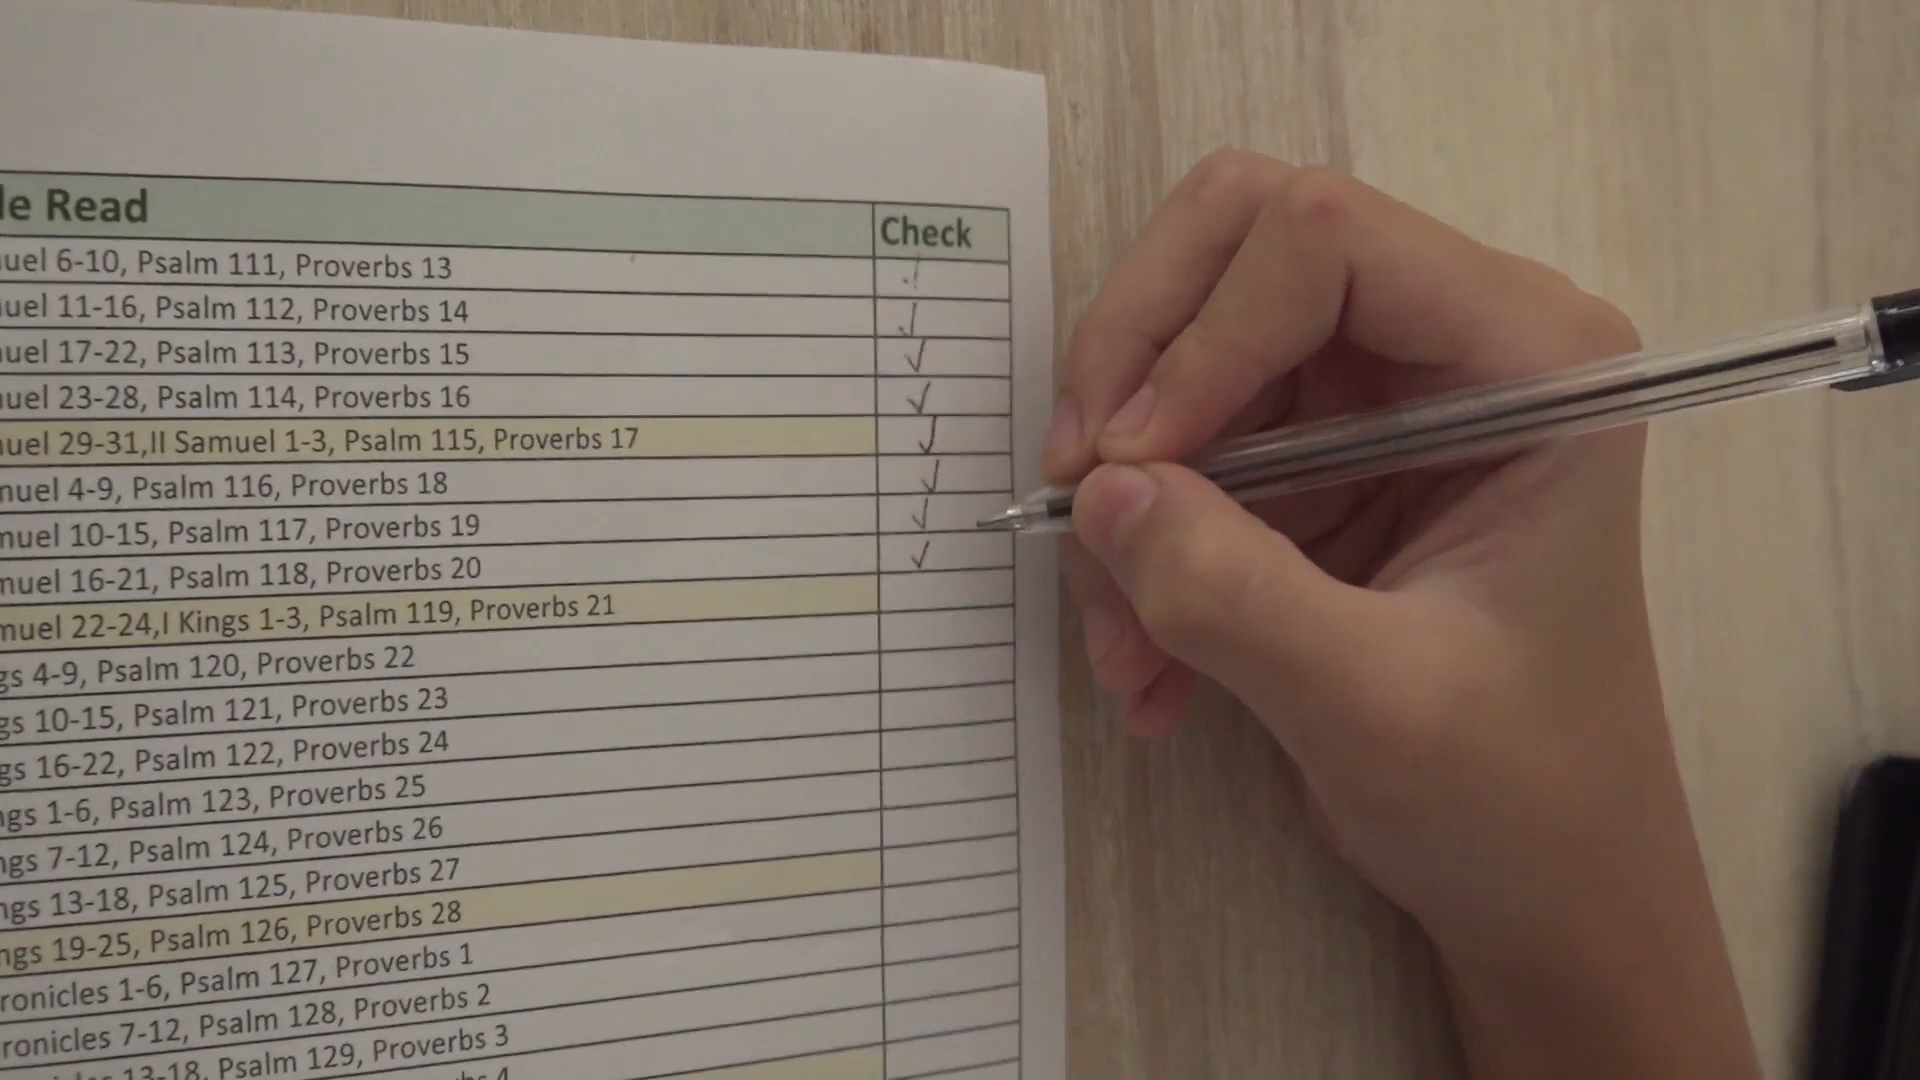 le Read Check
uel 6-10, Psalm 111, Proverbs 13
uel 11-16, Psalm 112, Proverbs 14
uel 17-22, Psalm 113, Proverbs 15
uel 23-28, Psalm 114, Proverbs 16
uel 29-31,II Samuel 1-3, Psalm 115, Proverbs 17
nuel 4-9, Psalm 116, Proverbs 18
nuel 10-15, Psalm 117, Proverbs 19
muel 16-21, Psalm 118, Proverbs 20
muel 22-24,I Kings 1-3, Psalm 119, Proverbs 21
gs 4-9, Psalm 120, Proverbs 22
gs 10-15, Psalm 121, Proverbs 23
gs 16-22, Psalm 122, Proverbs 24
ngs 1-6, Psalm 123, Proverbs 25
ngs 7-12, Psalm 124, Proverbs 26
ngs 13-18, Psalm 125, Proverbs 27
ngs 19-25, Psalm 126, Proverbs 28
ronicles 1-6, Psalm 127, Proverbs 1
ronicles 7-12, Psalm 128, Proverbs 2
13-18, Psalm 129, Proverbs 3